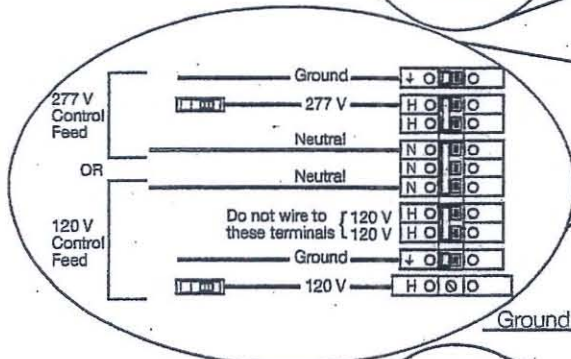 Ground ⏚ O O
277 V H O O
H O O
277 V
Control
Feed
Neutral N O O
N O O
OR
Neutral N O O
Do not wire to
these terminals
120 V H O O
120 V H O O
120 V
Control
Feed
Ground ⏚ O O
120 V H O O
Ground